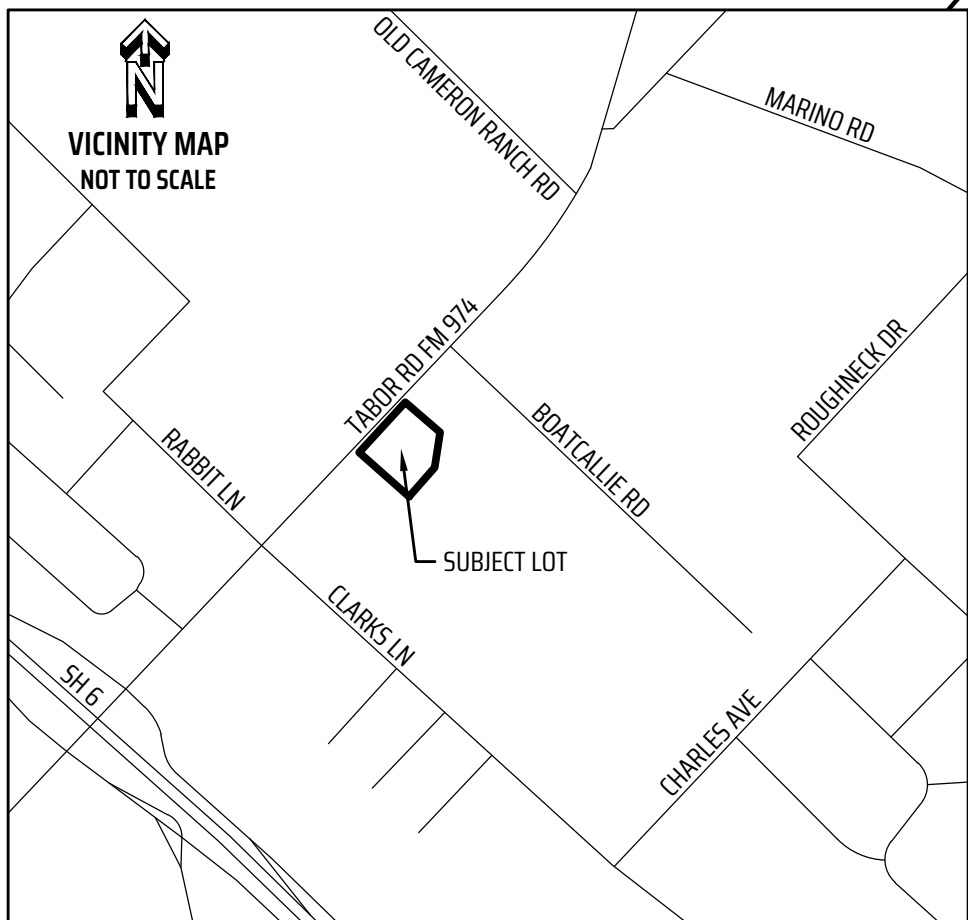 N
VICINITY MAP
NOT TO SCALE
OLD CAMERON RANCH RD
MARINO RD
TABOR RD FM 974
ROUGHNECK DR
BOATCALLIE RD
RABBIT LN
SUBJECT LOT
CLARKS LN
SH 6
CHARLES AVE